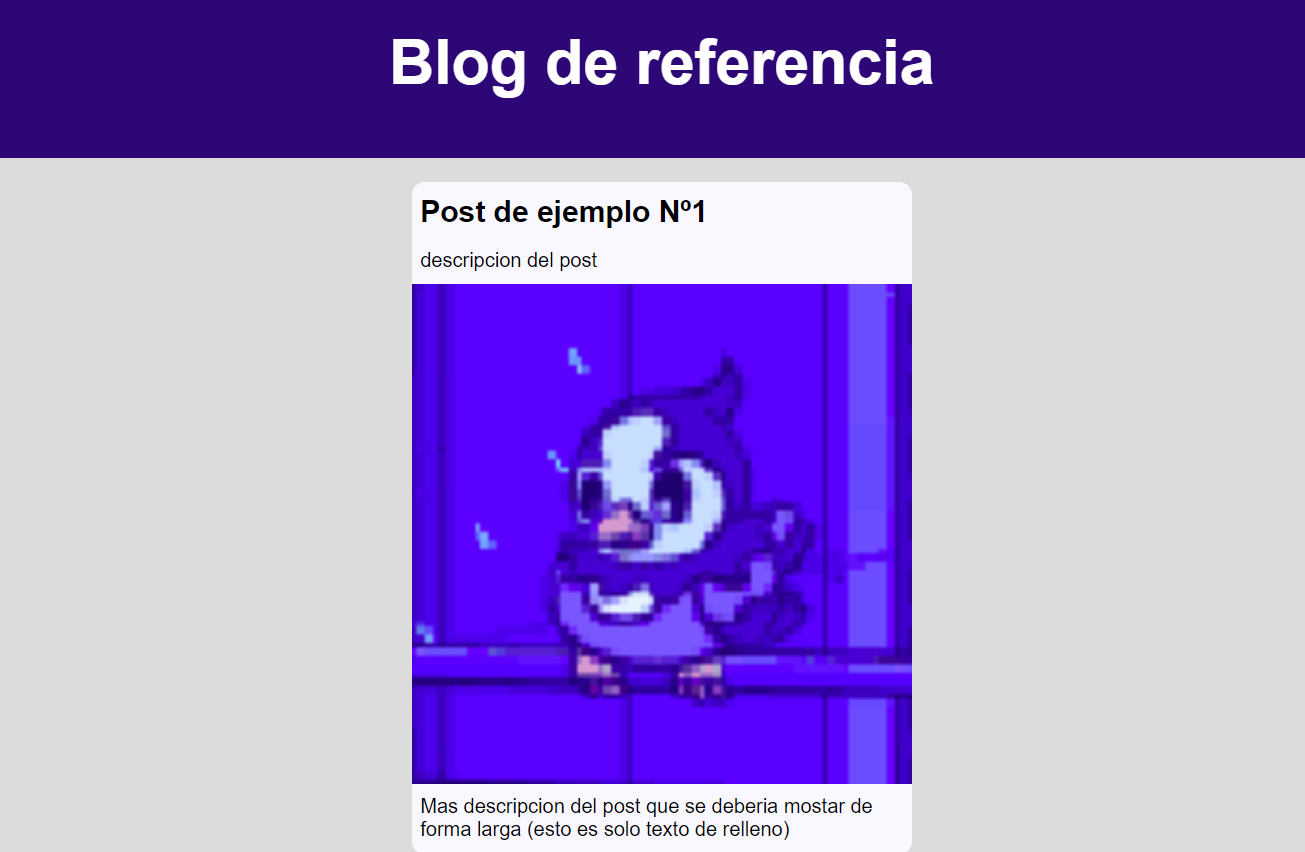 Blog de referencia
Post de ejemplo Nº1
descripcion del post
Mas descripcion del post que se deberia mostar de
forma larga (esto es solo texto de relleno)